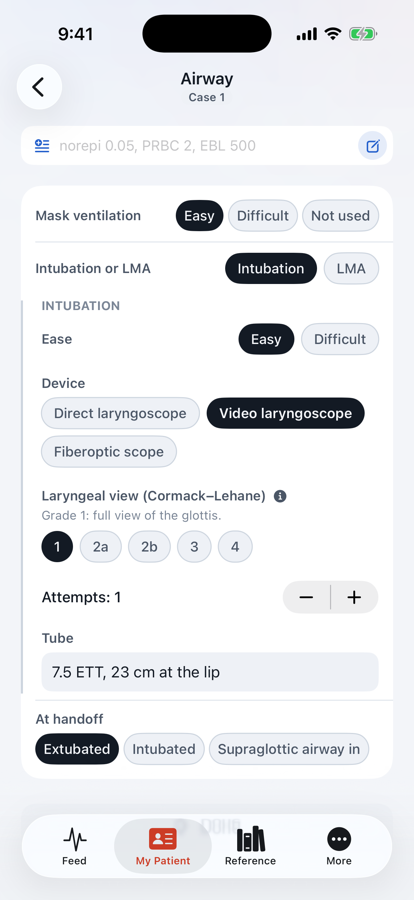 9:41
Airway
Case 1
norepi 0.05, PRBC 2, EBL 500
Mask ventilation Easy Difficult Not used
Intubation or LMA Intubation LMA
INTUBATION
Ease Easy Difficult
Device
Direct laryngoscope Video laryngoscope
Fiberoptic scope
Laryngeal view (Cormack–Lehane)
Grade 1: full view of the glottis.
1 2a 2b 3 4
Attempts: 1 − +
Tube
7.5 ETT, 23 cm at the lip
At handoff
Extubated Intubated Supraglottic airway in
Feed My Patient Reference More